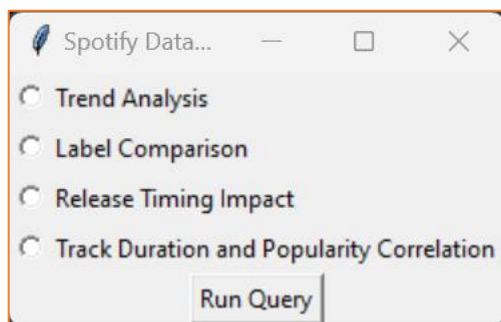 Spotify Data...
Trend Analysis
Label Comparison
Release Timing Impact
Track Duration and Popularity Correlation
Run Query